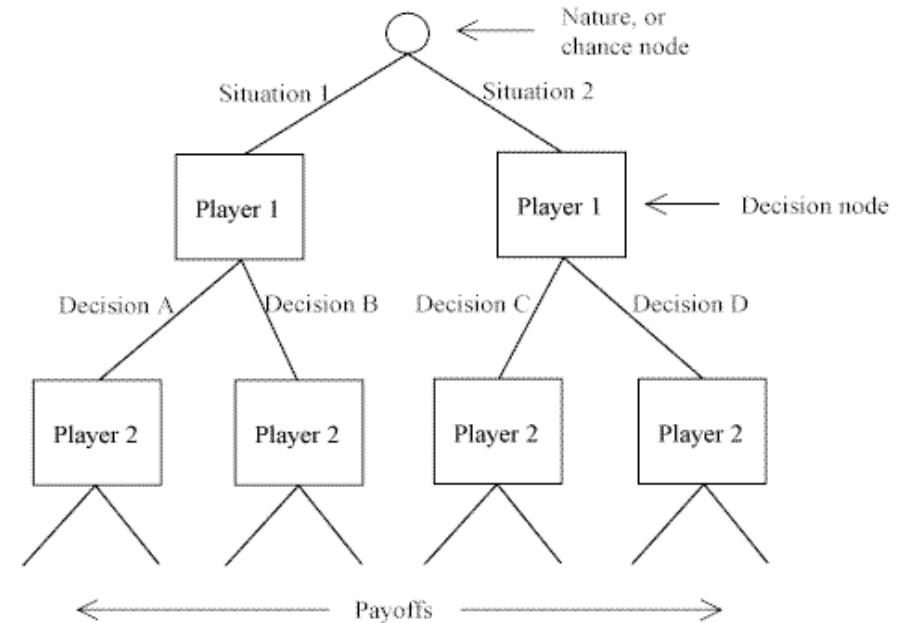 Nature, or
chance node
Situation 1
Situation 2
Player 1
Player 1
Decision node
Decision A
Decision B
Decision C
Decision D
Player 2
Player 2
Player 2
Player 2
Payoffs